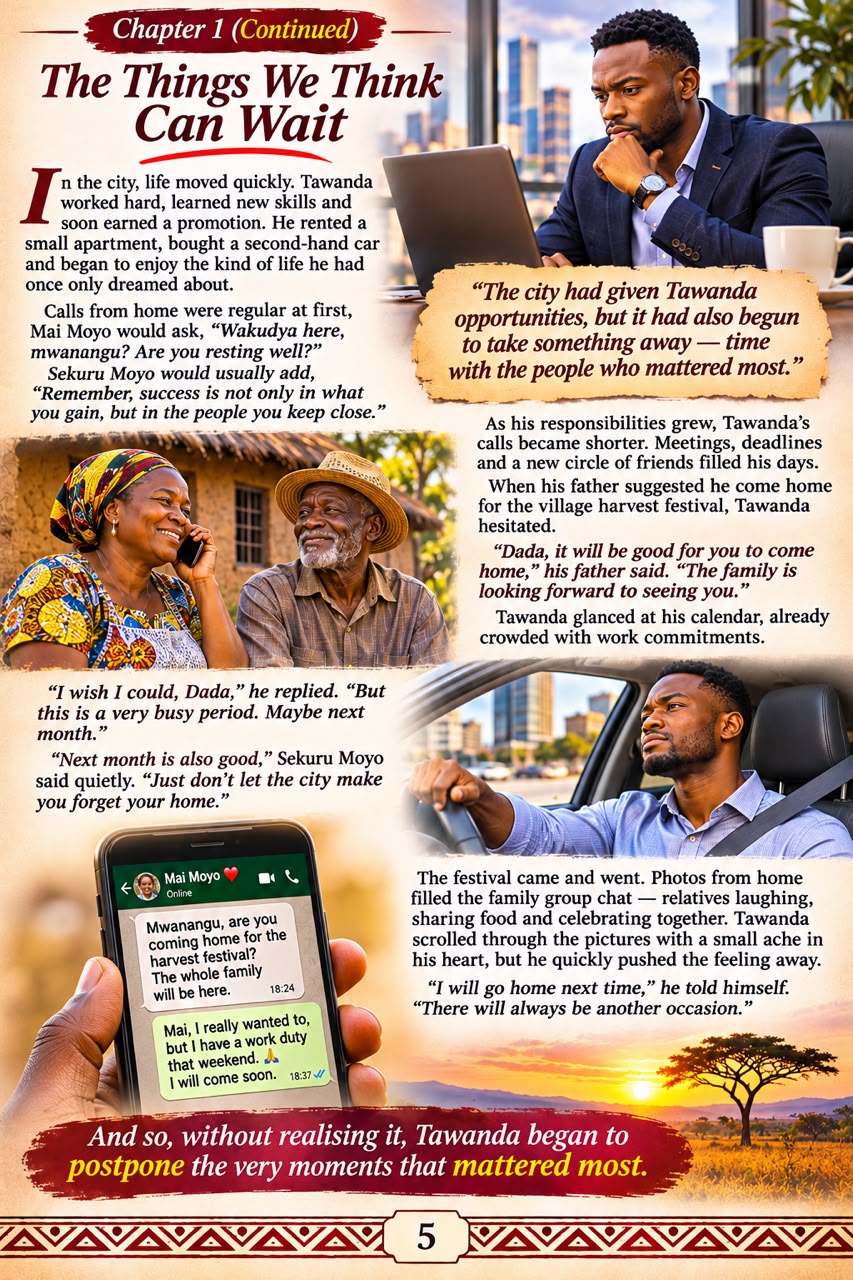 Chapter 1 (Continued)
The Things We Think
Can Wait
In the city, life moved quickly. Tawanda
worked hard, learned new skills and
soon earned a promotion. He rented a
small apartment, bought a second-hand car
and began to enjoy the kind of life he had
once only dreamed about.
Calls from home were regular at first,
Mai Moyo would ask, “Wakudya here,
mwanangu? Are you resting well?”
Sekuru Moyo would usually add,
“Remember, success is not only in what
you gain, but in the people you keep close.”
“The city had given Tawanda
opportunities, but it had also begun
to take something away — time
with the people who mattered most.”
As his responsibilities grew, Tawanda’s
calls became shorter. Meetings, deadlines
and a new circle of friends filled his days.
When his father suggested he come home
for the village harvest festival, Tawanda
hesitated.
“Dada, it will be good for you to come
home,” his father said. “The family is
looking forward to seeing you.”
Tawanda glanced at his calendar, already
crowded with work commitments.
“I wish I could, Dada,” he replied. “But
this is a very busy period. Maybe next
month.”
“Next month is also good,” Sekuru Moyo
said quietly. “Just don’t let the city make
you forget your home.”
Mai Moyo ❤️
Online
Mwanangu, are you
coming home for the
harvest festival?
The whole family
will be here.
18:24
Mai, I really wanted to,
but I have a work duty
that weekend. 🙏
I will come soon.
18:37
The festival came and went. Photos from home
filled the family group chat — relatives laughing,
sharing food and celebrating together. Tawanda
scrolled through the pictures with a small ache in
his heart, but he quickly pushed the feeling away.
“I will go home next time,” he told himself.
“There will always be another occasion.”
And so, without realising it, Tawanda began to
postpone the very moments that mattered most.
5